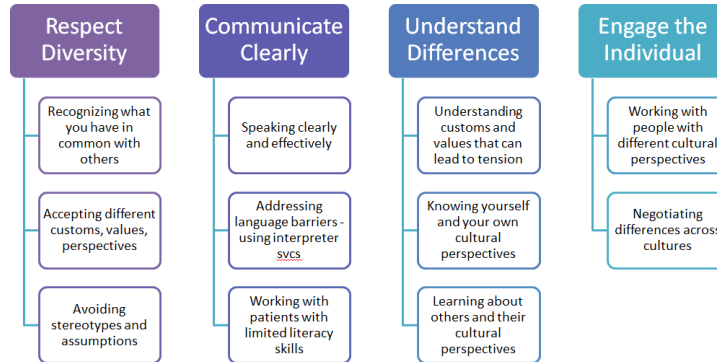 Respect
Diversity
Recognizing what
you have in
common with
others
Accepting different
customs, values,
perspectives
Avoiding
stereotypes and
assumptions
Communicate
Clearly
Speaking clearly
and effectively
Addressing
language barriers -
using interpreter
svcs
Working with
patients with
limited literacy
skills
Understand
Differences
Understanding
customs and
values that can
lead to tension
Knowing yourself
and your own
cultural
perspectives
Learning about
others and their
cultural
perspectives
Engage the
Individual
Working with
people with
different cultural
perspectives
Negotiating
differences across
cultures